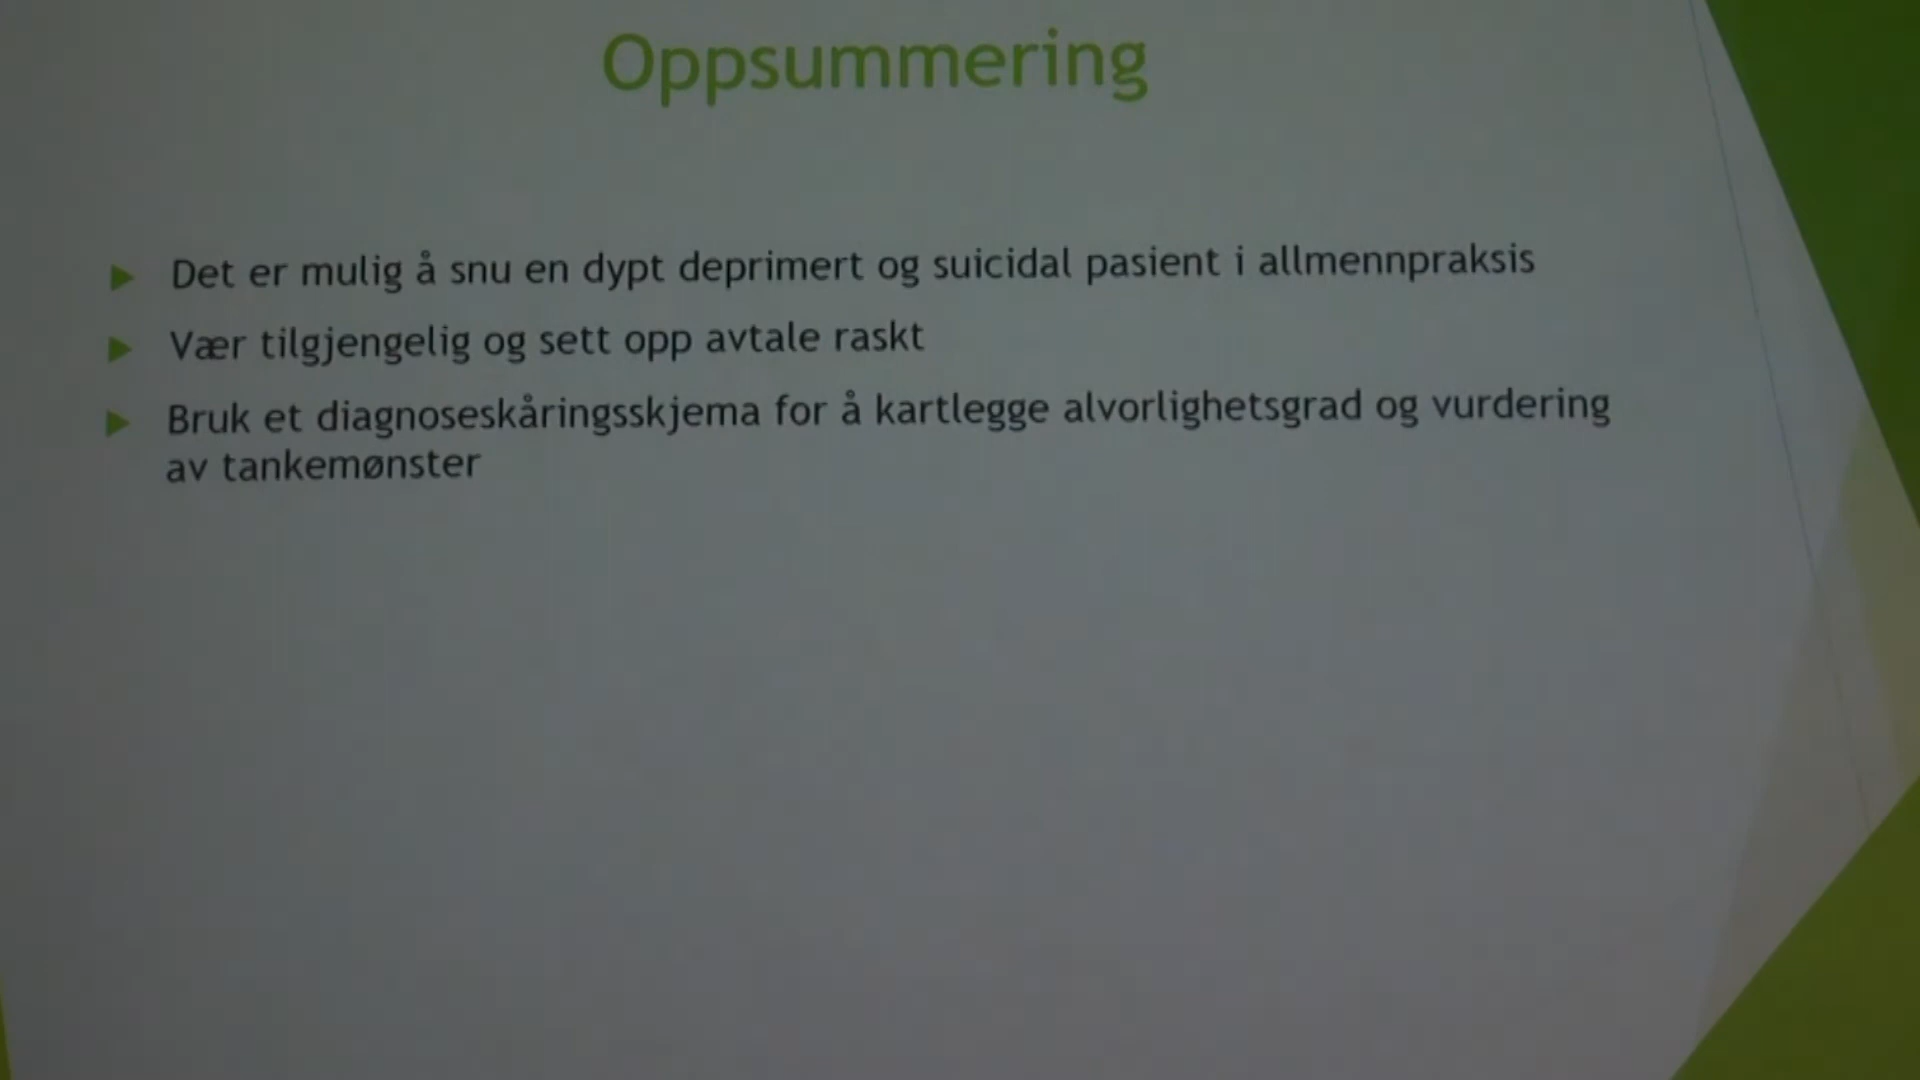 Oppsummering
Det er mulig å snu en dypt deprimert og suicidal pasient i allmennpraksis
Vær tilgjengelig og sett opp avtale raskt
Bruk et diagnoseskåringsskjema for å kartlegge alvorlighetsgrad og vurdering
av tankemønster